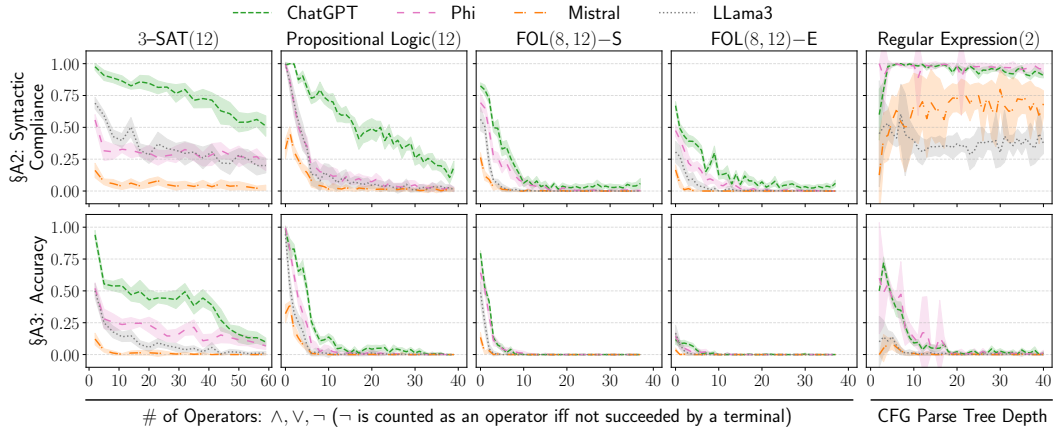 ChatGPT Phi Mistral LLama3
3–SAT(12) Propositional Logic(12) FOL(8, 12)−S FOL(8, 12)−E Regular Expression(2)
§A2: Syntactic
Compliance
1.00
0.75
0.50
0.25
0.00
§A3: Accuracy
1.00
0.75
0.50
0.25
0.00
0 10 20 30 40 50 60 0 10 20 30 40 0 10 20 30 40 0 10 20 30 40 0 10 20 30 40
# of Operators: ∧, ∨, ¬ (¬ is counted as an operator iff not succeeded by a terminal) CFG Parse Tree Depth